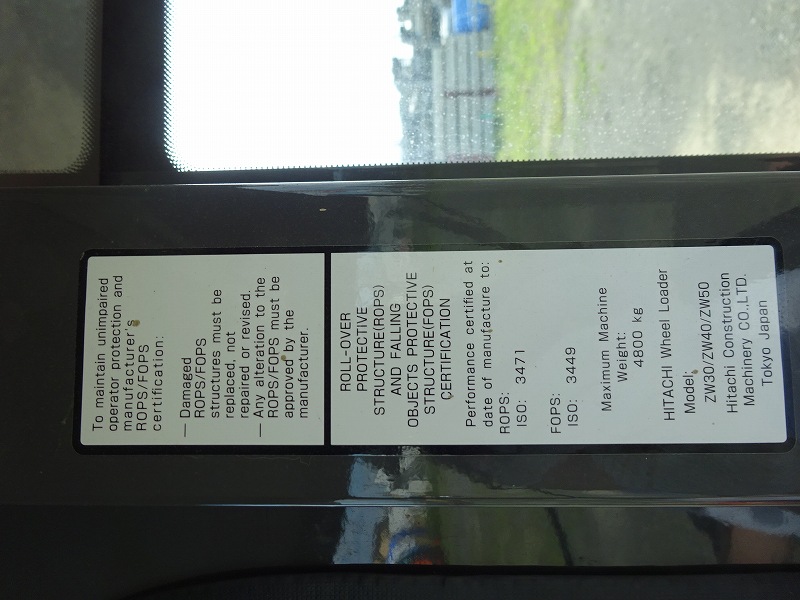 To maintain unimpaired
operator protection and
manufacturer's
ROPS/FOPS
certification:
— Damaged
ROPS/FOPS
structures must be
replaced, not
repaired or revised.
— Any alteration to the
ROPS/FOPS must be
approved by the
manufacturer.
ROLL-OVER
PROTECTIVE
STRUCTURE(ROPS)
AND FALLING
OBJECTS PROTECTIVE
STRUCTURE(FOPS)
CERTIFICATION
Performance certified at
date of manufacture to:
ROPS:
ISO: 3471
FOPS:
ISO: 3449
Maximum Machine
Weight:
4800 kg
HITACHI Wheel Loader
Model:
ZW30/ZW40/ZW50
Hitachi Construction
Machinery CO.,LTD.
Tokyo Japan